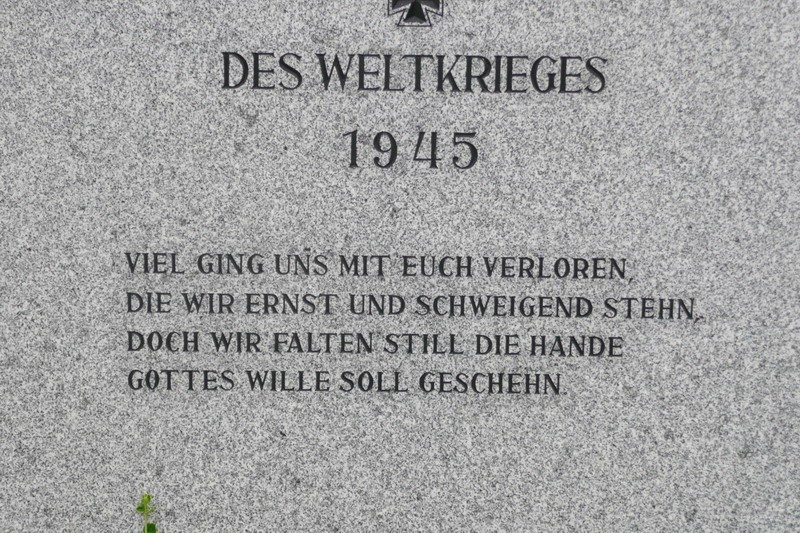 DES WELTKRIEGES
1945
VIEL GING UNS MIT EUCH VERLOREN,
DIE WIR ERNST UND SCHWEIGEND STEHN,
DOCH WIR FALTEN STILL DIE HANDE
GOTTES WILLE SOLL GESCHEHN.